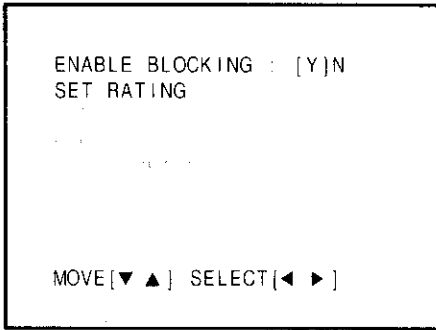 ENABLE BLOCKING : [Y]N
SET RATING
MOVE[▼ ▲] SELECT[◀ ▶]